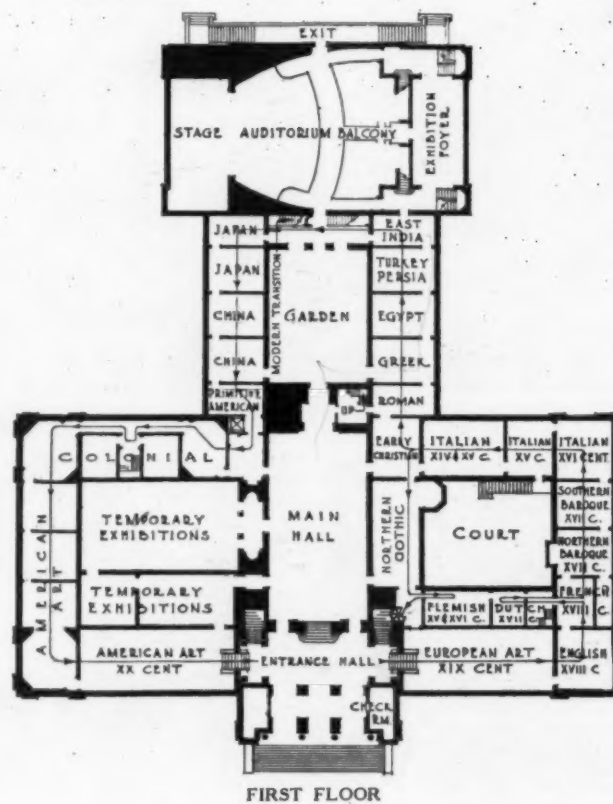 EXIT
STAGE AUDITORIUM BALCONY
EXHIBITION
FOYER
JAPAN
EAST
INDIA
JAPAN
MODERN TRANSITION
GARDEN
TURKEY
PERSIA
CHINA
EGYPT
CHINA
GREEK
PRIMITIVE
AMERICAN
UP
ROMAN
COLONIAL
EARLY
CHRISTIAN
ITALIAN
XIV & XV C.
ITALIAN
XV C.
ITALIAN
XVI CENT.
AMERICAN
ART
TEMPORARY
EXHIBITIONS
MAIN
HALL
NORTHERN
GOTHIC
COURT
SOUTHERN
BAROQUE
XVII C.
NORTHERN
BAROQUE
XVII C.
TEMPORARY
EXHIBITIONS
FLEMISH
XV & XVI C.
DUTCH
XVII C.
FRENCH
XVIII C.
AMERICAN ART
XX CENT
ENTRANCE HALL
EUROPEAN ART
XIX CENT
ENGLISH
XVIII C
CHECK
RM.
FIRST FLOOR